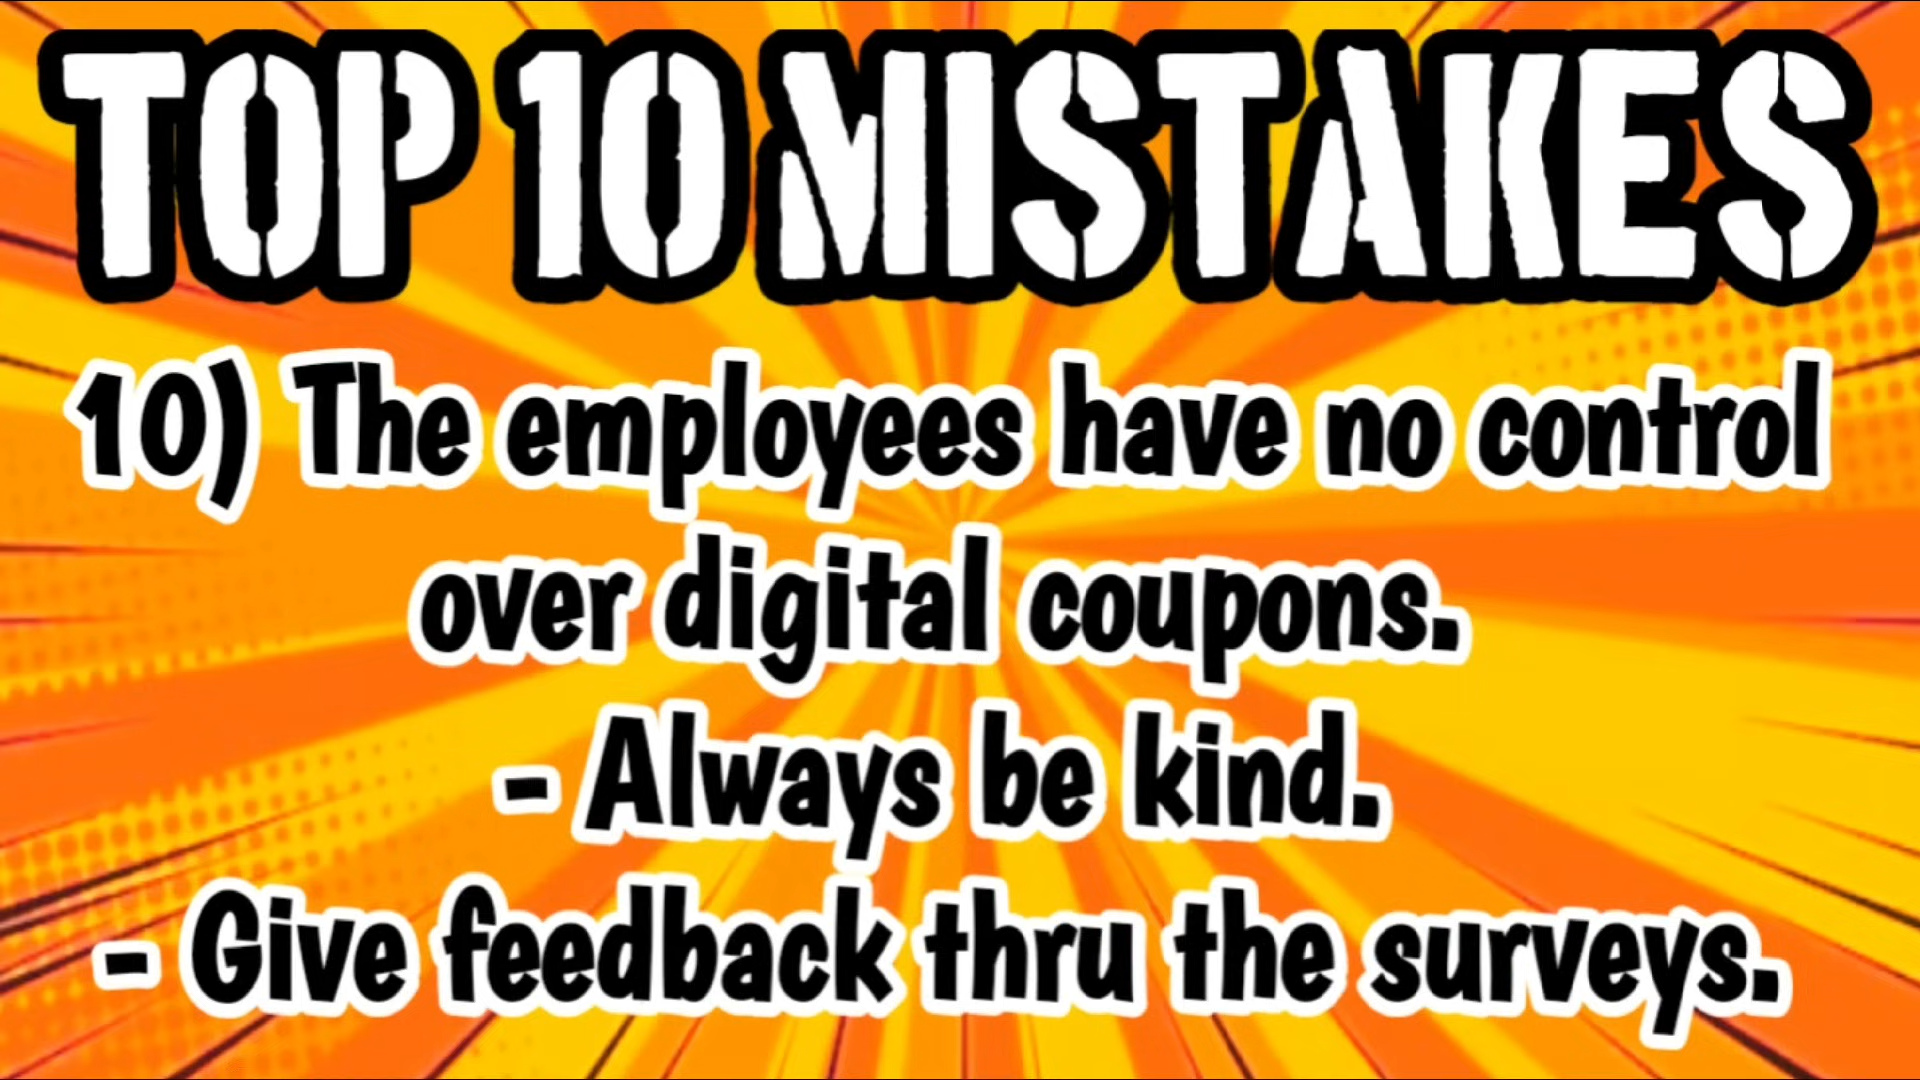 TOP 10 MISTAKES
10) The employees have no control
over digital coupons.
- Always be kind.
- Give feedback thru the surveys.